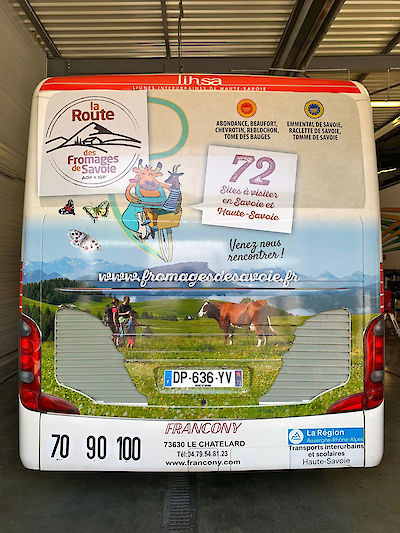 lihsa
LIGNES INTERURBAINES DE HAUTE-SAVOIE
la
Route
des
Fromages
de Savoie
AOP - IGP
ABONDANCE, BEAUFORT,
CHEVROTIN, REBLOCHON,
TOME DES BAUGES
EMMENTAL DE SAVOIE,
RACLETTE DE SAVOIE,
TOMME DE SAVOIE
72
Sites à visiter
en Savoie et
Haute-Savoie
Venez nous
rencontrer !
www.fromagesdesavoie.fr
DP-636-YV
70 90 100
FRANCONY
73630 LE CHATELARD
Tél: 04.79.54.81.23
www.francony.com
La Région
Auvergne-Rhône-Alpes
Transports interurbains
et scolaires
Haute-Savoie